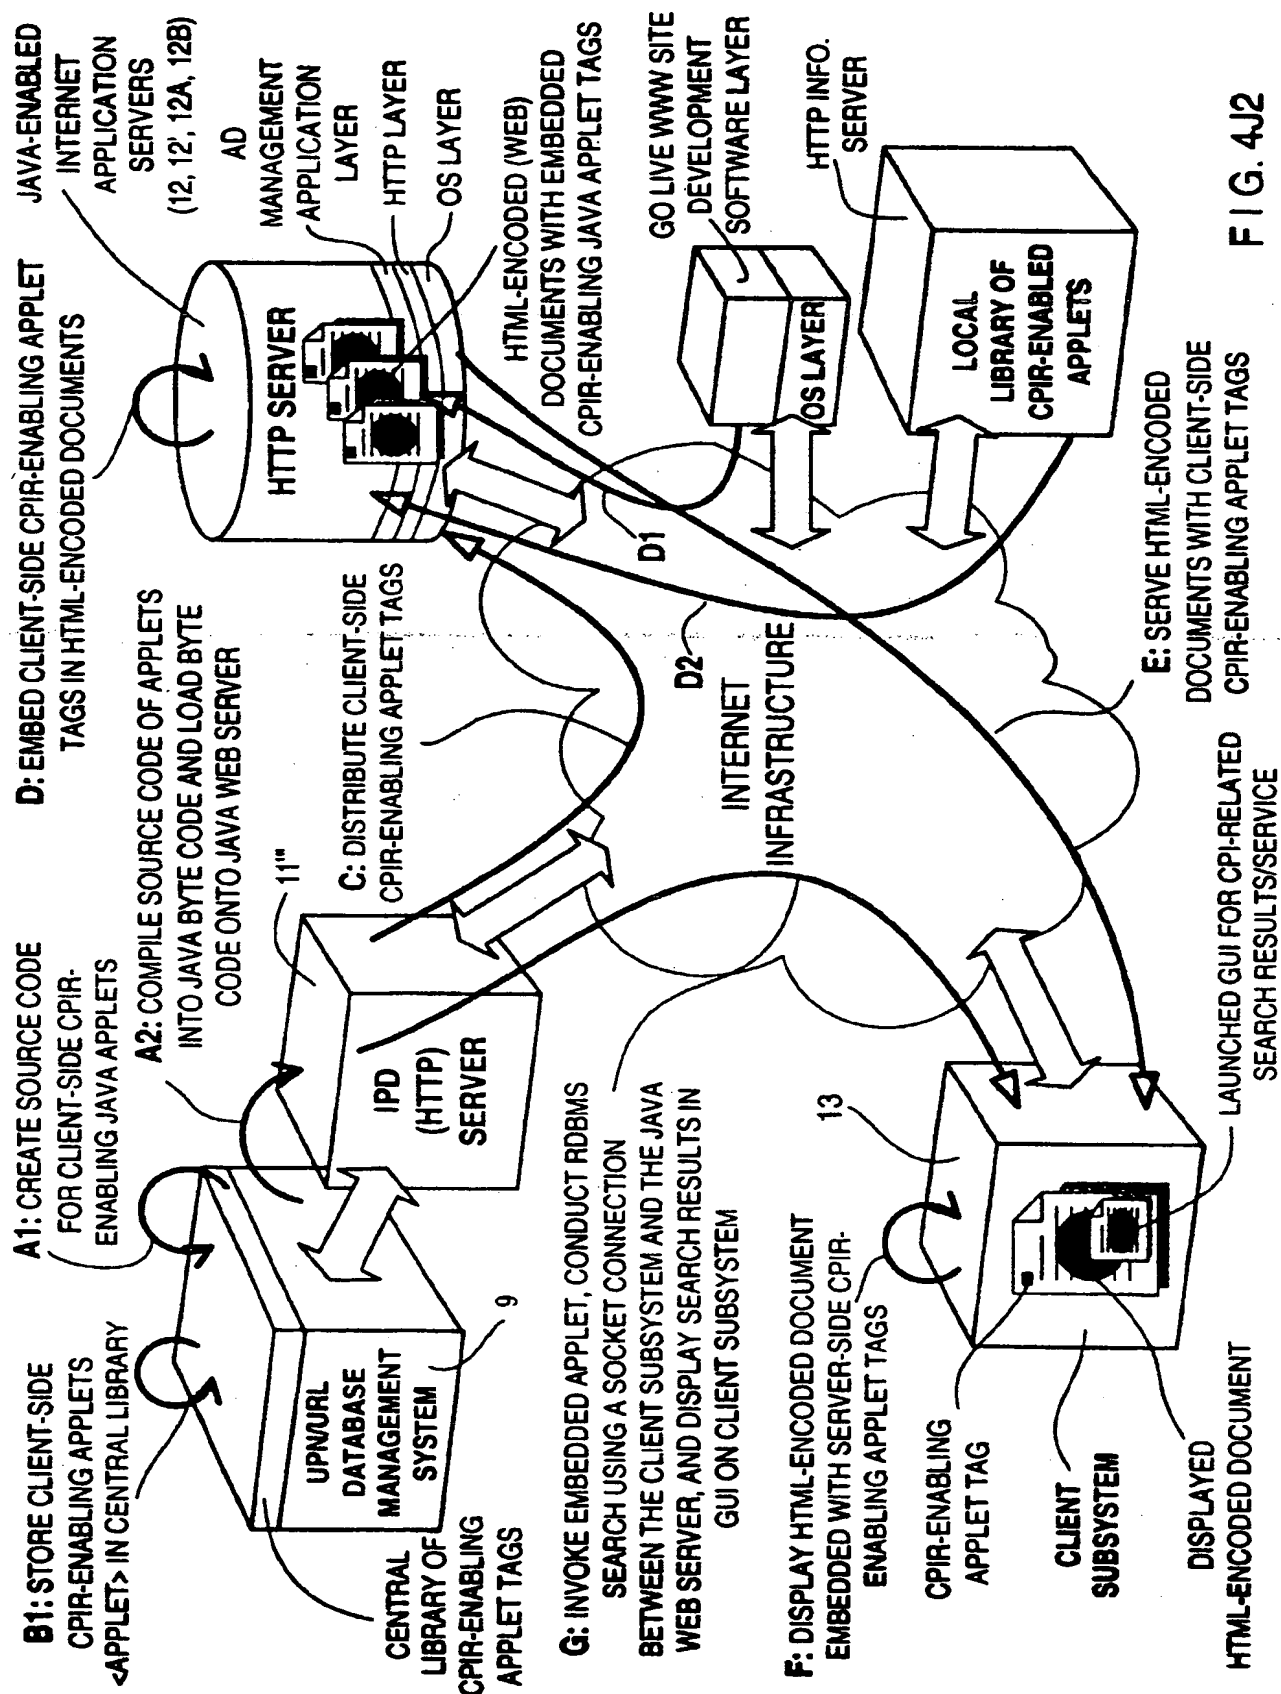 B1: STORE CLIENT-SIDE
CPIR-ENABLING APPLETS
<APPLET> IN CENTRAL LIBRARY
A1: CREATE SOURCE CODE
FOR CLIENT-SIDE CPIR-
ENABLING JAVA APPLETS
A2: COMPILE SOURCE CODE OF APPLETS
INTO JAVA BYTE CODE AND LOAD BYTE
CODE ONTO JAVA WEB SERVER
D: EMBED CLIENT-SIDE CPIR-ENABLING APPLET
TAGS IN HTML-ENCODED DOCUMENTS
JAVA-ENABLED
INTERNET
APPLICATION
SERVERS
(12, 12', 12A, 12B)
AD
MANAGEMENT
APPLICATION
LAYER
HTTP LAYER
OS LAYER
HTTP SERVER
HTML-ENCODED (WEB)
DOCUMENTS WITH EMBEDDED
CPIR-ENABLING JAVA APPLET TAGS
11'''
IPD
(HTTP)
SERVER
UPN/URL
DATABASE
MANAGEMENT
SYSTEM
9
CENTRAL
LIBRARY OF
CPIR-ENABLING
APPLET TAGS
C: DISTRIBUTE CLIENT-SIDE
CPIR-ENABLING APPLET TAGS
D1
D2
INTERNET
INFRASTRUCTURE
GO LIVE WWW SITE
DEVELOPMENT
SOFTWARE LAYER
OS LAYER
HTTP INFO.
SERVER
LOCAL
LIBRARY OF
CPIR-ENABLED
APPLETS
G: INVOKE EMBEDDED APPLET, CONDUCT RDBMS
SEARCH USING A SOCKET CONNECTION
BETWEEN THE CLIENT SUBSYSTEM AND THE JAVA
WEB SERVER, AND DISPLAY SEARCH RESULTS IN
GUI ON CLIENT SUBSYSTEM
F: DISPLAY HTML-ENCODED DOCUMENT
EMBEDDED WITH SERVER-SIDE CPIR-
ENABLING APPLET TAGS
13
CPIR-ENABLING
APPLET TAG
CLIENT
SUBSYSTEM
DISPLAYED
HTML-ENCODED DOCUMENT
LAUNCHED GUI FOR CPI-RELATED
SEARCH RESULTS/SERVICE
E: SERVE HTML-ENCODED
DOCUMENTS WITH CLIENT-SIDE
CPIR-ENABLING APPLET TAGS
FIG. 4J2